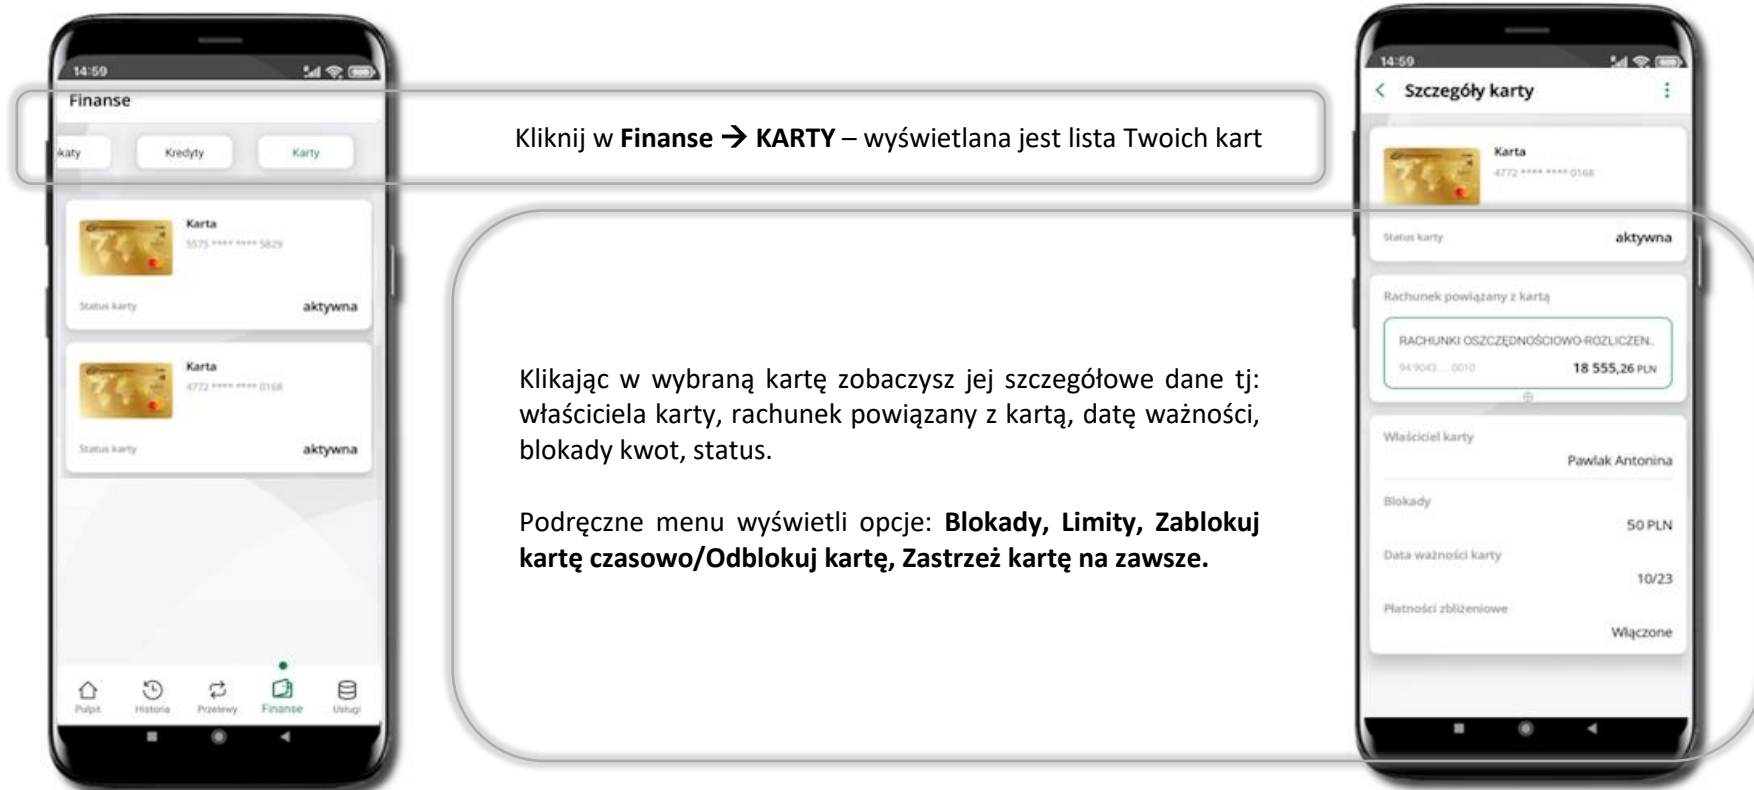 14:59
Finanse
katy Kredyty Karty
Karta
5575 **** **** 5829
Status karty aktywna
Karta
4772 **** **** 0168
Status karty aktywna
Pulpit Historia Przelewy Finanse Usługi
Kliknij w Finanse → KARTY – wyświetlana jest lista Twoich kart
Klikając w wybraną kartę zobaczysz jej szczegółowe dane tj:
właściciela karty, rachunek powiązany z kartą, datę ważności,
blokady kwot, status.
Podręczne menu wyświetli opcje: Blokady, Limity, Zablokuj
kartę czasowo/Odblokuj kartę, Zastrzeż kartę na zawsze.
14:59
Szczegóły karty
Karta
4772 **** **** 0168
Status karty aktywna
Rachunek powiązany z kartą
RACHUNKI OSZCZĘDNOŚCIOWO-ROZLICZEN..
94 9043 ... 0010 18 555,26 PLN
Właściciel karty
Pawlak Antonina
Blokady
50 PLN
Data ważności karty
10/23
Płatności zbliżeniowe
Włączone